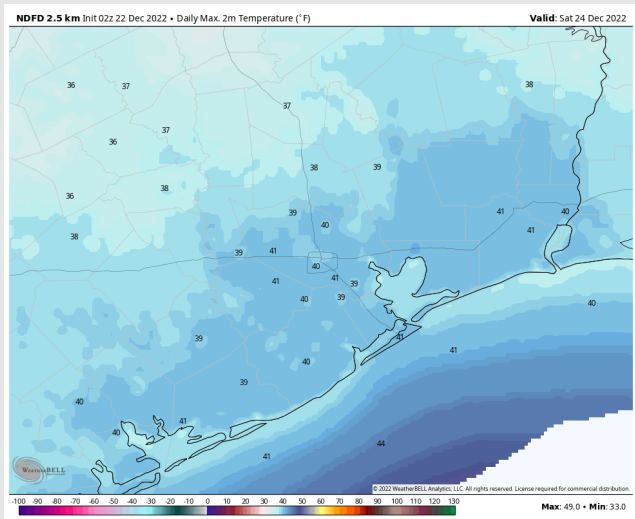 NDFD 2.5 km Init 02z 22 Dec 2022 • Daily Max. 2m Temperature (°F)
Valid: Sat 24 Dec 2022
38
36 37
37
37
36
38 39
38
36
39 41 40
40 41
38 39 41
40
41 41 39
40 39
40
39 41 41
40
39
40
41
40
44
41
WEATHERBELL
© 2022 WeatherBELL Analytics, LLC. All rights reserved. License required for commercial distribution.
-100 -90 -80 -70 -60 -50 -40 -30 -20 -10 0 10 20 30 40 50 60 70 80 90 100 110 120 130
Max: 49.0 • Min: 33.0